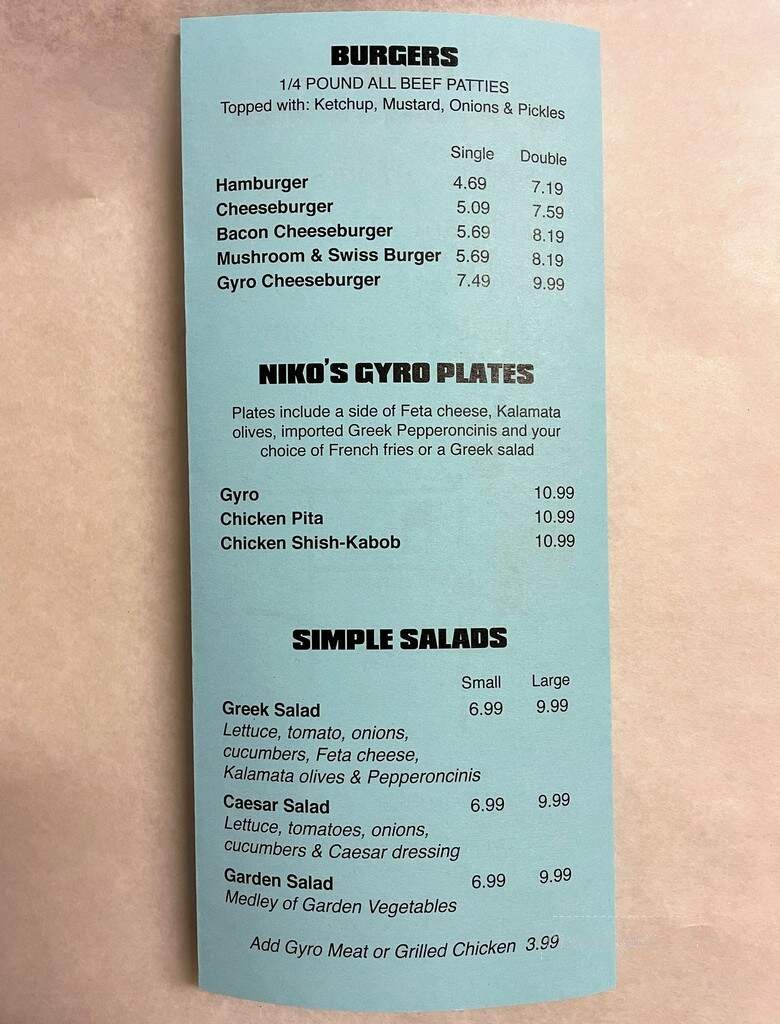 BURGERS
1/4 POUND ALL BEEF PATTIES
Topped with: Ketchup, Mustard, Onions & Pickles
Single Double
Hamburger 4.69 7.19
Cheeseburger 5.09 7.59
Bacon Cheeseburger 5.69 8.19
Mushroom & Swiss Burger 5.69 8.19
Gyro Cheeseburger 7.49 9.99
NIKO'S GYRO PLATES
Plates include a side of Feta cheese, Kalamata
olives, imported Greek Pepperoncinis and your
choice of French fries or a Greek salad
Gyro 10.99
Chicken Pita 10.99
Chicken Shish-Kabob 10.99
SIMPLE SALADS
Small Large
Greek Salad 6.99 9.99
Lettuce, tomato, onions,
cucumbers, Feta cheese,
Kalamata olives & Pepperoncinis
Caesar Salad 6.99 9.99
Lettuce, tomatoes, onions,
cucumbers & Caesar dressing
Garden Salad 6.99 9.99
Medley of Garden Vegetables
Add Gyro Meat or Grilled Chicken 3.99